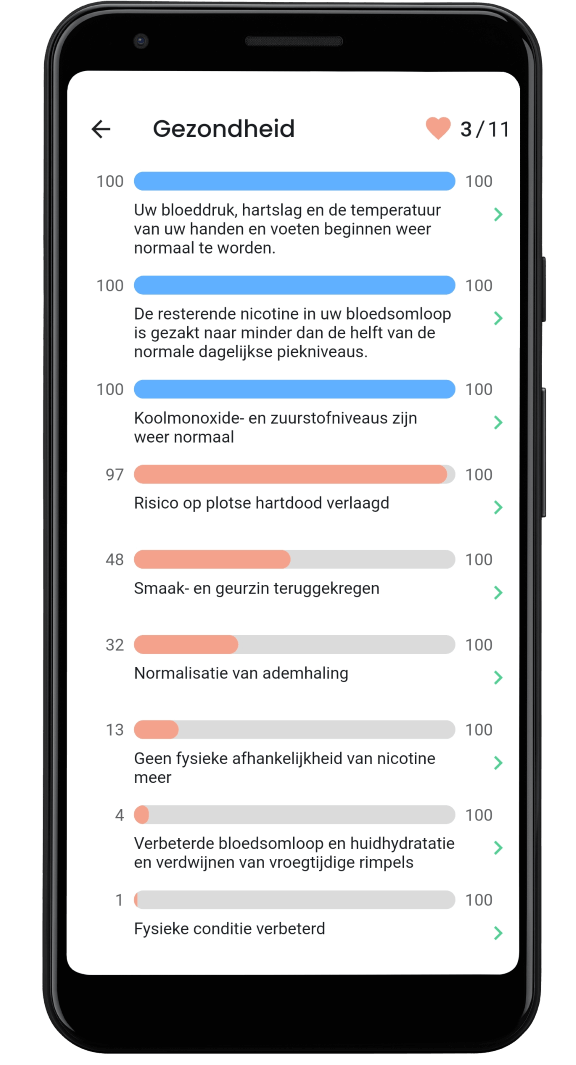 Gezondheid 3/11
100 100
Uw bloeddruk, hartslag en de temperatuur
van uw handen en voeten beginnen weer
normaal te worden.
100 100
De resterende nicotine in uw bloedsomloop
is gezakt naar minder dan de helft van de
normale dagelijkse piekniveaus.
100 100
Koolmonoxide- en zuurstofniveaus zijn
weer normaal
97 100
Risico op plotse hartdood verlaagd
48 100
Smaak- en geurzin teruggekregen
32 100
Normalisatie van ademhaling
13 100
Geen fysieke afhankelijkheid van nicotine
meer
4 100
Verbeterde bloedsomloop en huidhydratatie
en verdwijnen van vroegtijdige rimpels
1 100
Fysieke conditie verbeterd